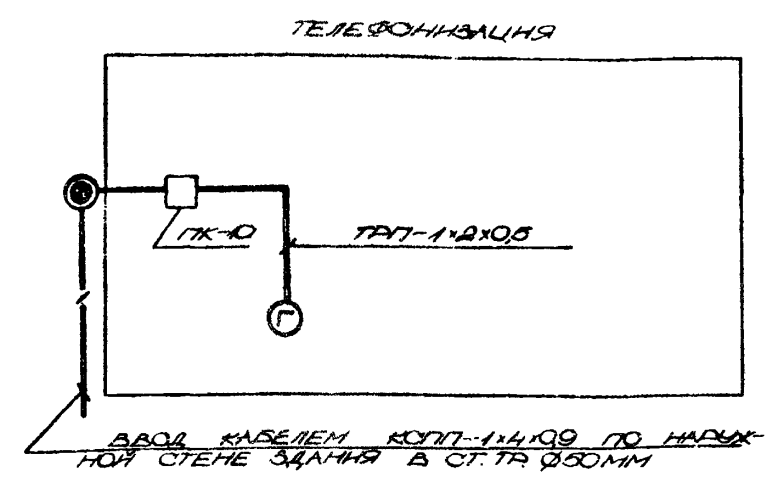 ТЕЛЕФОНИЗАЦИЯ
ПК-10
ТРП-1×2×0,5
Г
ВВОД КАБЕЛЕМ КСПП-1×4×0,9 ПО НАРУЖ-
НОЙ СТЕНЕ ЗДАНИЯ В СТ.ТР. Ø50ММ